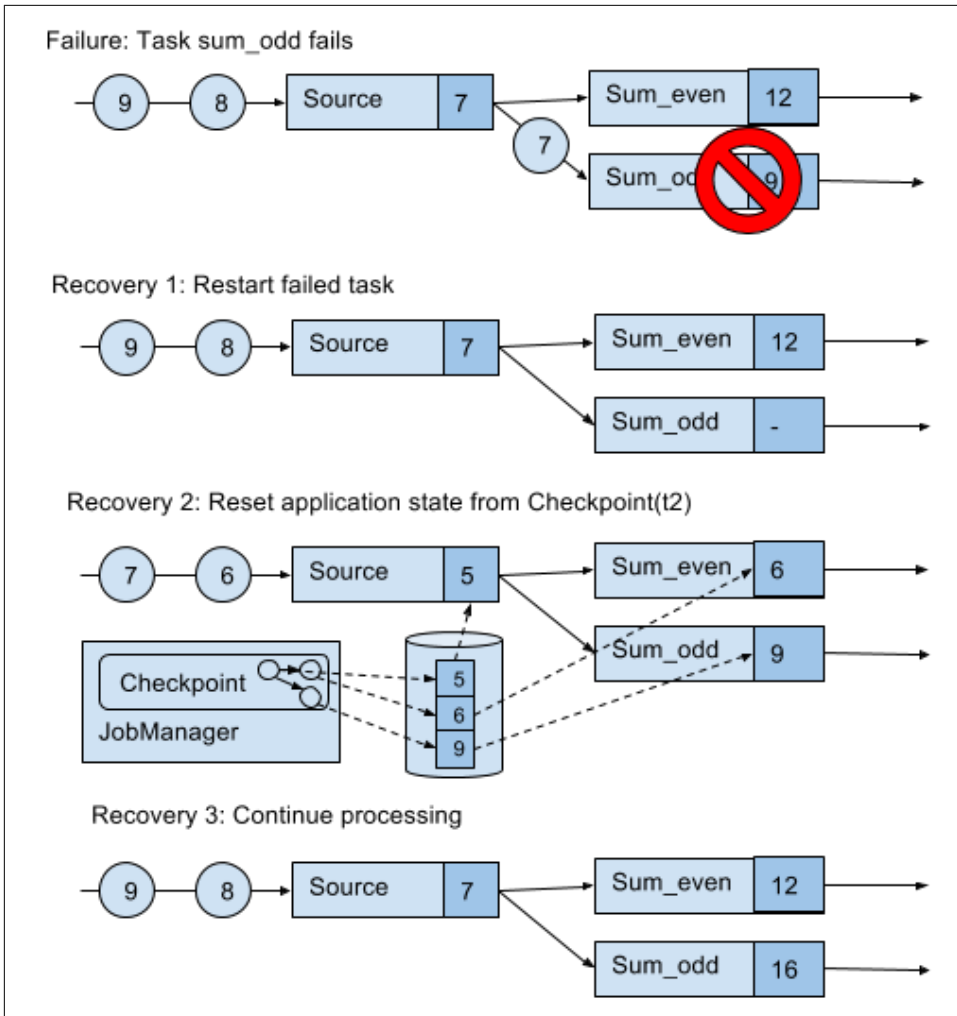 Failure: Task sum_odd fails
9 8 Source 7 Sum_even 12
7
Sum_od 9
Recovery 1: Restart failed task
9 8 Source 7 Sum_even 12
Sum_odd -
Recovery 2: Reset application state from Checkpoint(t2)
7 6 Source 5 Sum_even 6
Sum_odd 9
Checkpoint
JobManager
5
6
9
Recovery 3: Continue processing
9 8 Source 7 Sum_even 12
Sum_odd 16